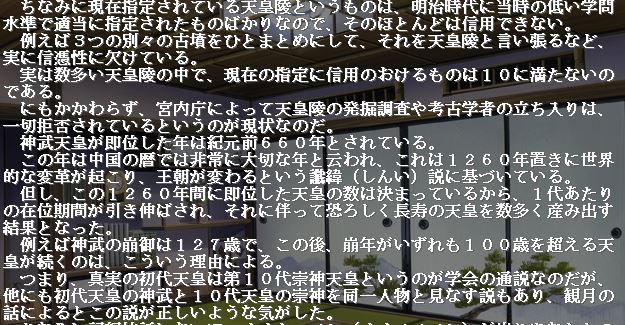 ちなみに現在指定されている天皇陵というものは、明治時代に当時の低い学問
水準で適当に指定されたものばかりなので、そのほとんどは信用できない。
例えば３つの別々の古墳をひとまとめにして、それを天皇陵と言い張るなど、
実に信憑性に欠けている。
実は数多い天皇陵の中で、現在の指定に信用のおけるものは１０に満たないの
である。
にもかかわらず、宮内庁によって天皇陵の発掘調査や考古学者の立ち入りは、
一切拒否されているというのが現状なのだ。
神武天皇が即位した年は紀元前６６０年とされている。
この年は中国の暦では非常に大切な年と云われ、これは１２６０年置きに世界
的な変革が起こり、王朝が変わるという讖緯（しんい）説に基づいている。
但し、この１２６０年間に即位した天皇の数は決まっているから、１代あたり
の在位期間が引き伸ばされ、それに伴って恐ろしく長寿の天皇を数多く産み出す
結果となった。
例えば神武の崩御は１２７歳で、この後、崩年がいずれも１００歳を超える天
皇が続くのは、こういう理由による。
つまり、真実の初代天皇は第１０代崇神天皇というのが学会の通説なのだが、
他にも初代天皇の神武と１０代天皇の崇神を同一人物と見なす説もあり、観月の
話によるとこの説が正しいような気がした。